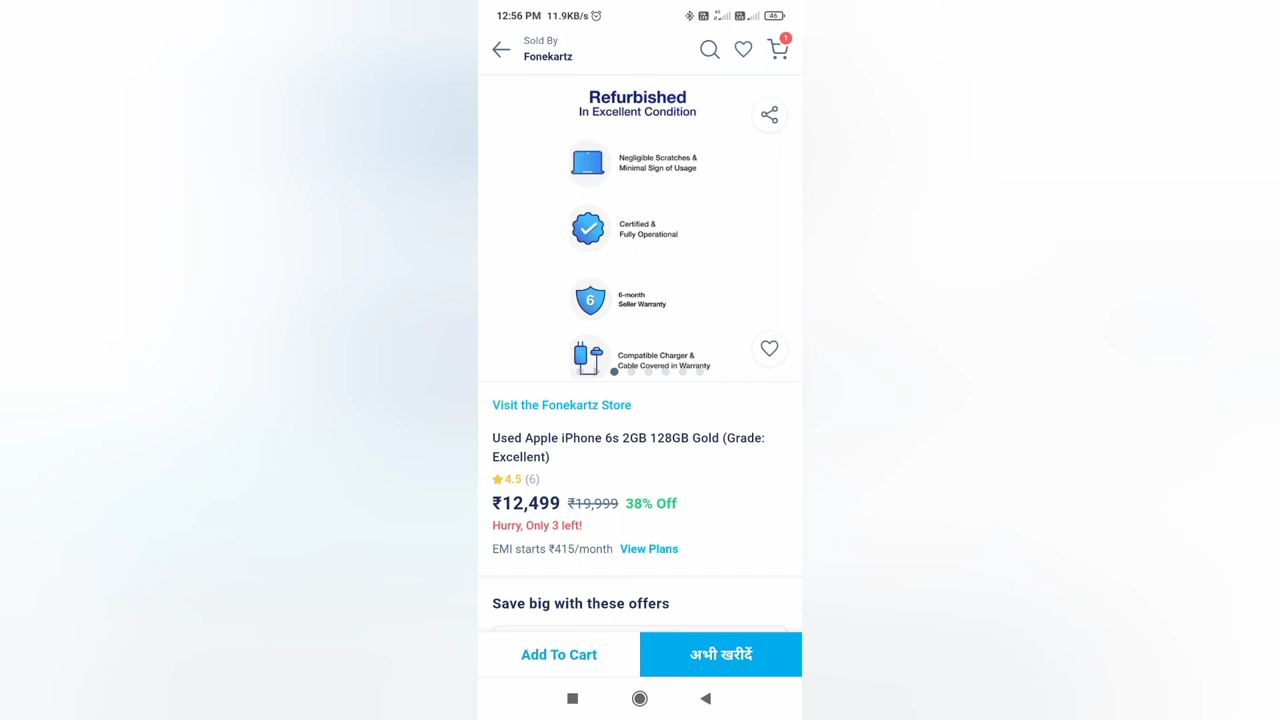 12:56 PM 11.9KB/s
46
Sold By
Fonekartz
1
Refurbished
In Excellent Condition
Negligible Scratches &
Minimal Sign of Usage
Certified &
Fully Operational
6
6-month
Seller Warranty
Compatible Charger &
Cable Covered in Warranty
Visit the Fonekartz Store
Used Apple iPhone 6s 2GB 128GB Gold (Grade:
Excellent)
4.5 (6)
₹12,499 ₹19,999 38% Off
Hurry, Only 3 left!
EMI starts ₹415/month View Plans
Save big with these offers
Add To Cart
अभी खरीदें